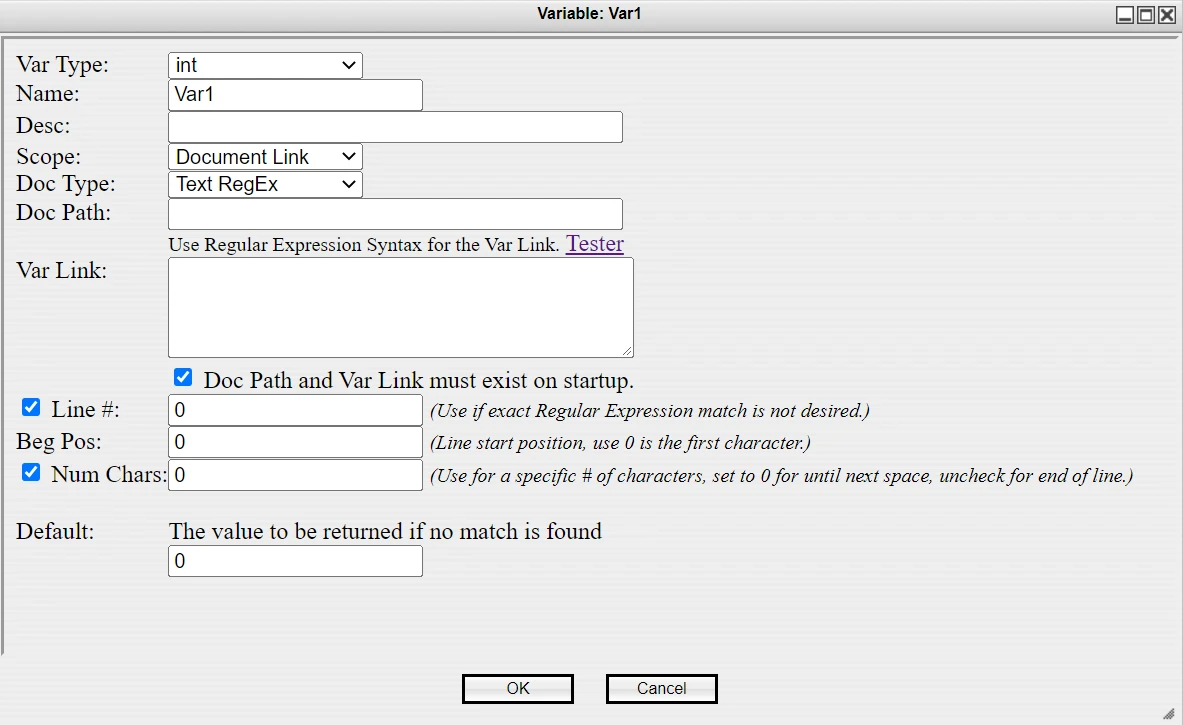 Variable: Var1
Var Type: int
Name: Var1
Desc:
Scope: Document Link
Doc Type: Text RegEx
Doc Path:
Use Regular Expression Syntax for the Var Link. Tester
Var Link:
Doc Path and Var Link must exist on startup.
Line #: 0 (Use if exact Regular Expression match is not desired.)
Beg Pos: 0 (Line start position, use 0 is the first character.)
Num Chars: 0 (Use for a specific # of characters, set to 0 for until next space, uncheck for end of line.)
Default: The value to be returned if no match is found
0
OK Cancel